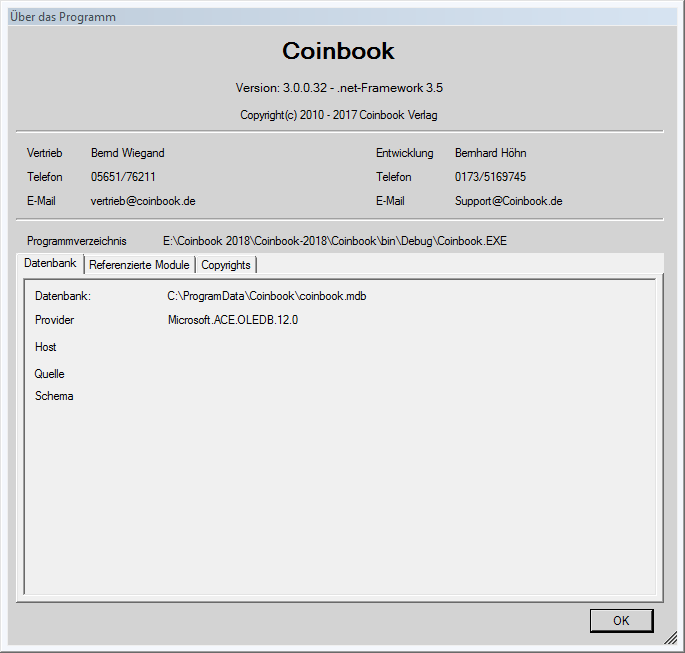 Über das Programm
Coinbook
Version: 3.0.0.32 - .net-Framework 3.5
Copyright(c) 2010 - 2017 Coinbook Verlag
Vertrieb Bernd Wiegand Entwicklung Bernhard Höhn
Telefon 05651/76211 Telefon 0173/5169745
E-Mail vertrieb@coinbook.de E-Mail Support@Coinbook.de
Programmverzeichnis E:\Coinbook 2018\Coinbook-2018\Coinbook\bin\Debug\Coinbook.EXE
Datenbank Referenzierte Module Copyrights
Datenbank: C:\ProgramData\Coinbook\coinbook.mdb
Provider Microsoft.ACE.OLEDB.12.0
Host
Quelle
Schema
OK